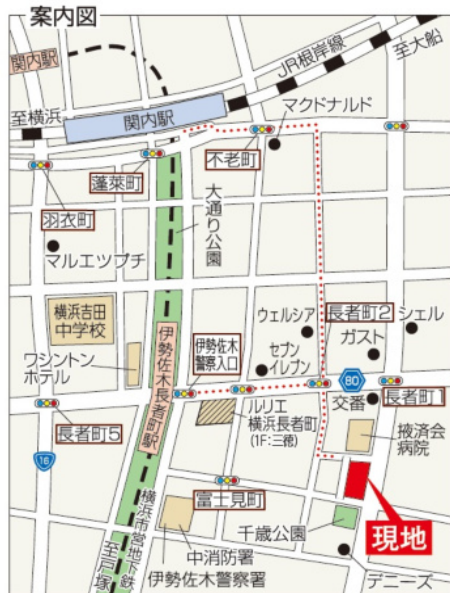 案内図
関内駅
JR根岸線
至大船
至横浜
関内駅
マクドナルド
不老町
蓬莱町
羽衣町
大通り公園
マルエツプチ
横浜吉田
中学校
ワシントン
ホテル
伊勢佐木長者町駅
伊勢佐木
警察入口
ウェルシア
セブン
イレブン
長者町2
ガスト
シェル
80
交番
長者町1
長者町5
ルリエ
横浜長者町
(1F:三徳)
掖済会
病院
16
富士見町
横浜市営地下鉄
至戸塚
中消防署
伊勢佐木警察署
千歳公園
現地
デニーズ